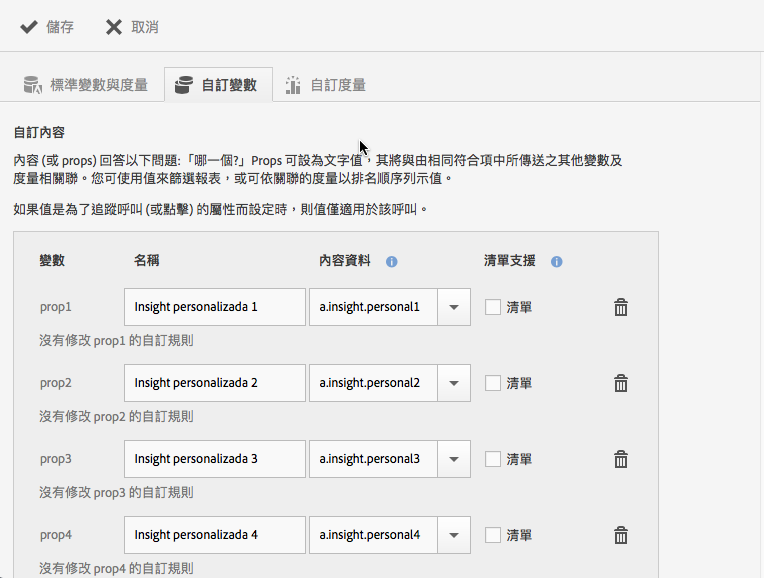 儲存 取消
標準變數與度量 自訂變數 自訂度量
自訂內容
內容 (或 props) 回答以下問題:「哪一個?」Props 可設為文字值，其將與由相同符合項中所傳送之其他變數及
度量相關聯。您可使用值來篩選報表，或可依關聯的度量以排名順序列示值。
如果值是為了追蹤呼叫 (或點擊) 的屬性而設定時，則值僅適用於該呼叫。
變數 名稱 內容資料 清單支援
prop1 Insight personalizada 1 a.insight.personal1 清單
沒有修改 prop1 的自訂規則
prop2 Insight personalizada 2 a.insight.personal2 清單
沒有修改 prop2 的自訂規則
prop3 Insight personalizada 3 a.insight.personal3 清單
沒有修改 prop3 的自訂規則
prop4 Insight personalizada 4 a.insight.personal4 清單
沒有修改 prop4 的自訂規則